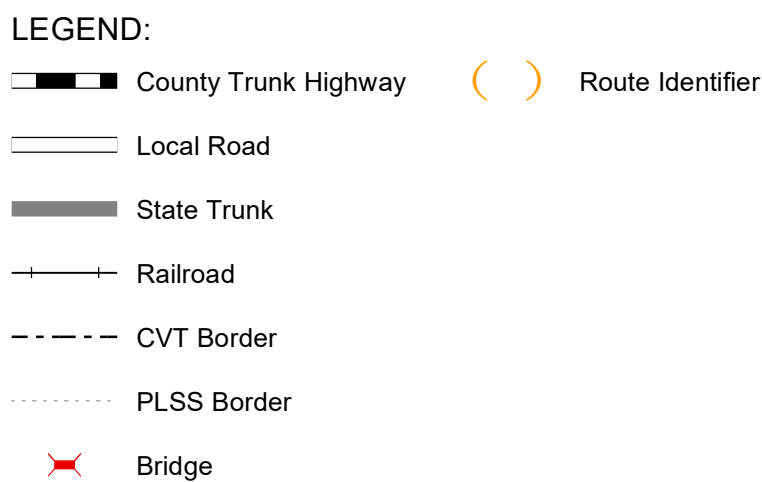 LEGEND:
County Trunk Highway
Route Identifier
Local Road
State Trunk
Railroad
CVT Border
PLSS Border
Bridge